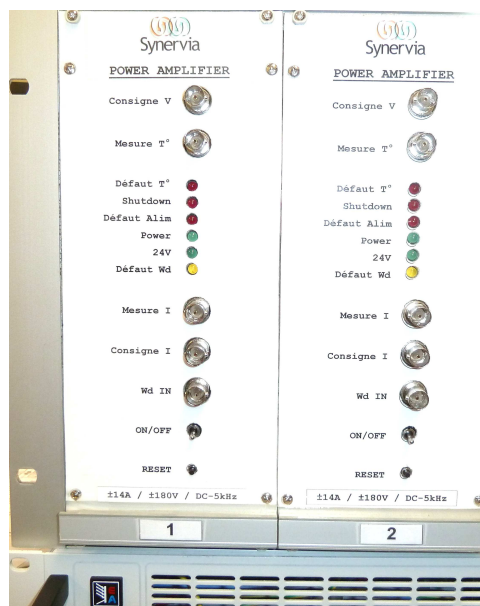 Synervia
POWER AMPLIFIER
Consigne V
Mesure T°
Défaut T°
Shutdown
Défaut Alim
Power
24V
Défaut Wd
Mesure I
Consigne I
Wd IN
ON/OFF
RESET
±14A / ±180V / DC-5kHz
1
Synervia
POWER AMPLIFIER
Consigne V
Mesure T°
Défaut T°
Shutdown
Défaut Alim
Power
24V
Défaut Wd
Mesure I
Consigne I
Wd IN
ON/OFF
RESET
±14A / ±180V / DC-5kHz
2